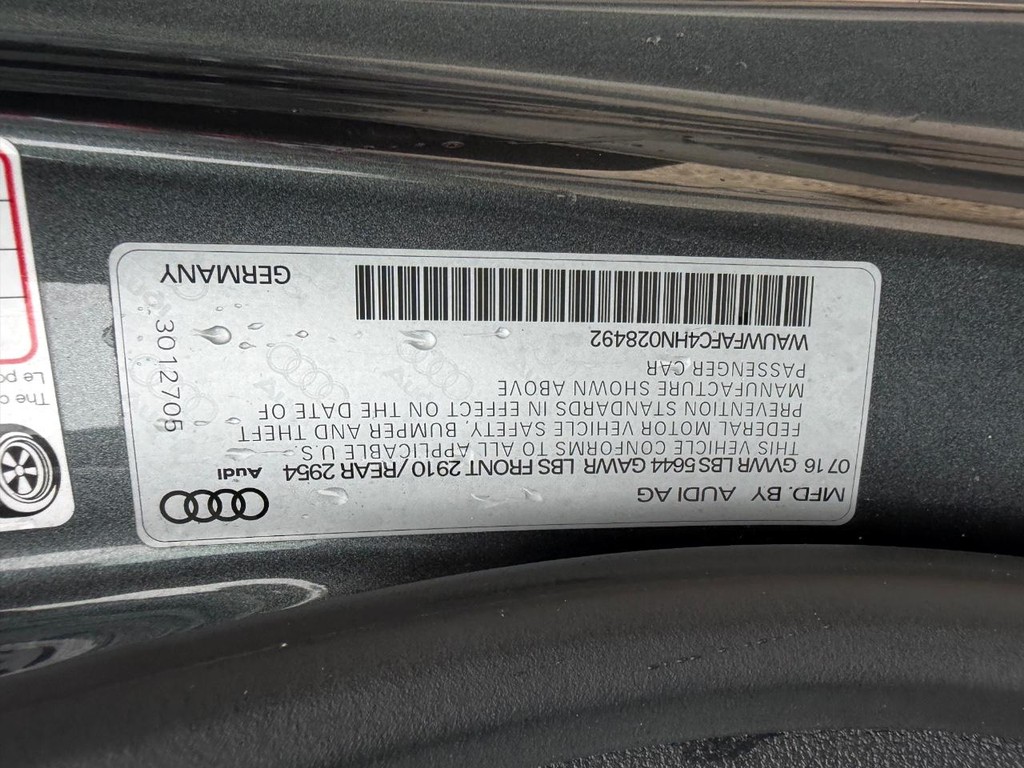 MFD. BY AUDI AG
07 16 GVWR LBS 5644 GAWR LBS FRONT 2910 /REAR 2954
Audi
THIS VEHICLE CONFORMS TO ALL APPLICABLE U.S.
FEDERAL MOTOR VEHICLE SAFETY, BUMPER AND THEFT
PREVENTION STANDARDS IN EFFECT ON THE DATE OF
MANUFACTURE SHOWN ABOVE
PASSENGER CAR
WAUWFAFC4HN028492
GERMANY
3012705
The
Le